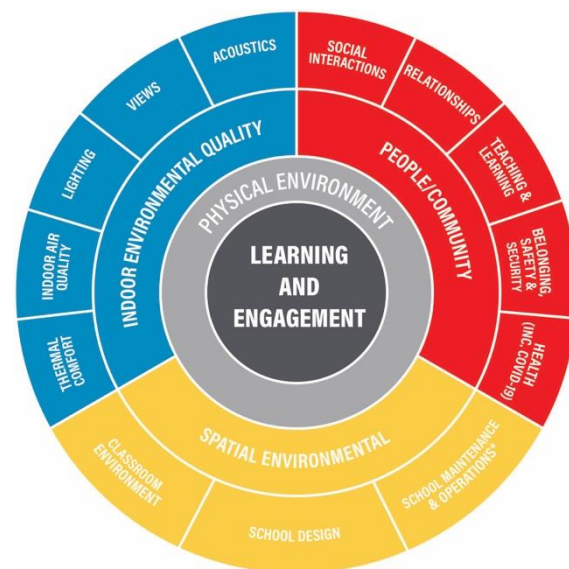 LEARNING
AND
ENGAGEMENT
PHYSICAL ENVIRONMENT
INDOOR ENVIRONMENTAL QUALITY
ACOUSTICS
VIEWS
LIGHTING
INDOOR AIR
QUALITY
THERMAL
COMFORT
PEOPLE/COMMUNITY
SOCIAL
INTERACTIONS
RELATIONSHIPS
TEACHING &
LEARNING
BELONGING,
SAFETY &
SECURITY
HEALTH
(INC. COVID-19)
SPATIAL ENVIRONMENTAL
CLASSROOM
ENVIRONMENT
SCHOOL DESIGN
SCHOOL MAINTENANCE
& OPERATIONS*